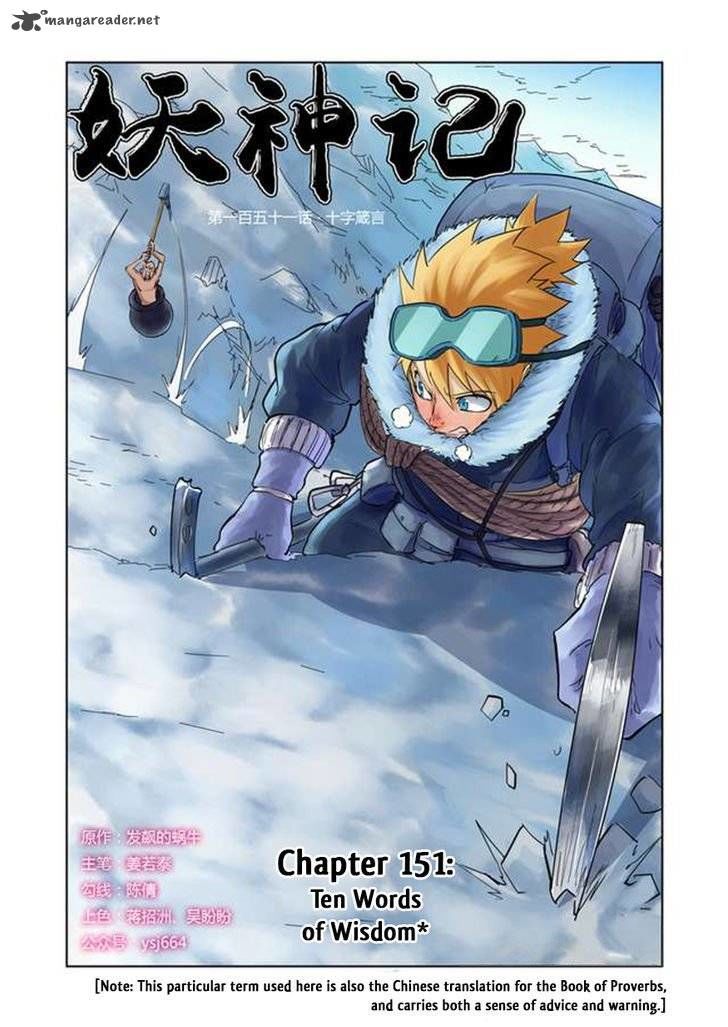 mangareader.net
妖神记
第一百五十一话·十字箴言
原作：发飙的蜗牛
主笔：姜若泰
勾线：陈倩
上色：蒋招洲、吴盼盼
公众号：ysj664
Chapter 151:
Ten Words
of Wisdom*
[Note: This particular term used here is also the Chinese translation for the Book of Proverbs,
and carries both a sense of advice and warning.]